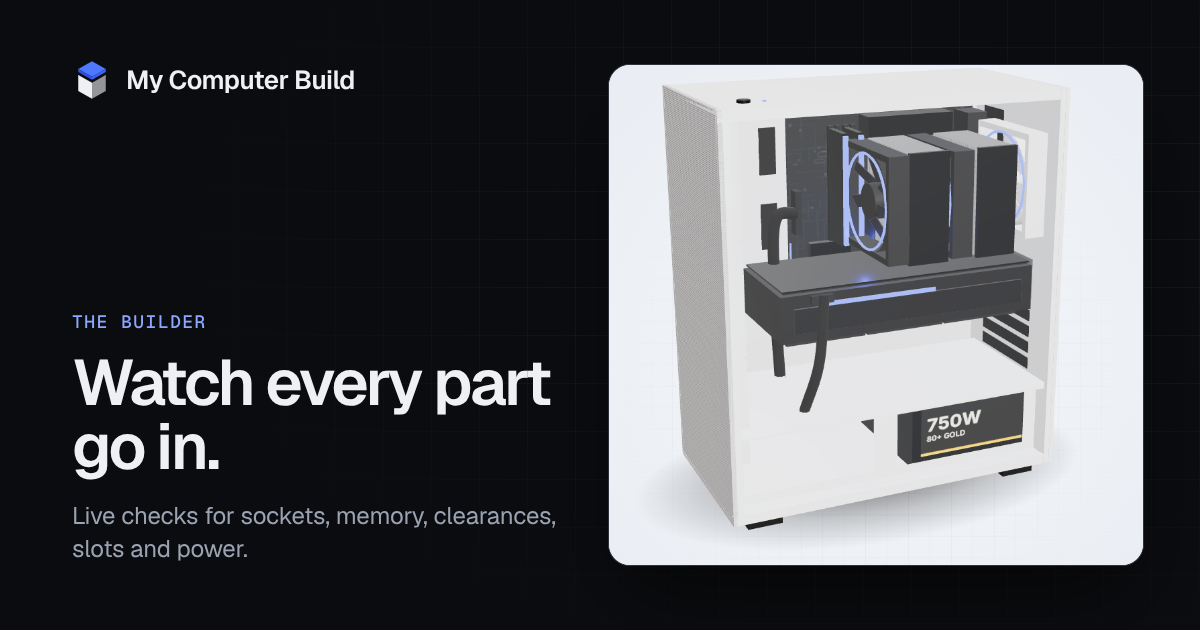 My Computer Build
THE BUILDER
Watch every part
go in.
Live checks for sockets, memory, clearances,
slots and power.
750W
80+ GOLD